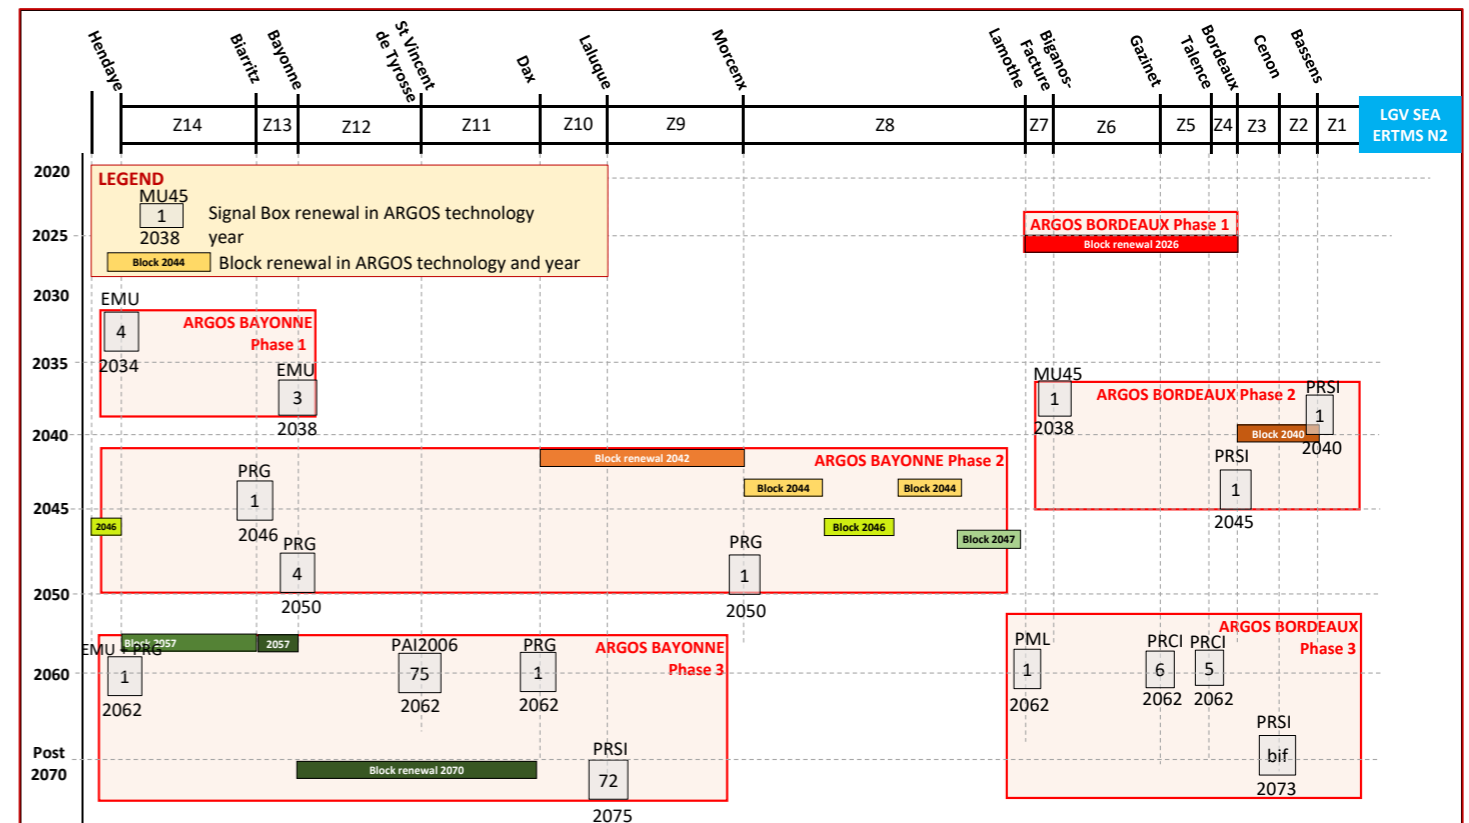 Hendaye
Biarritz
Bayonne
St Vincent
de Tyrosse
Dax
Laluque
Morcenx
Lamothe
Biganos-
Facture
Gazinet
Talence
Bordeaux
Cenon
Bassens
Z14
Z13
Z12
Z11
Z10
Z9
Z8
Z7
Z6
Z5
Z4
Z3
Z2
Z1
LGV SEA
ERTMS N2
2020
LEGEND
MU45
1
2038
Signal Box renewal in ARGOS technology
year
Block 2044
Block renewal in ARGOS technology and year
2025
ARGOS BORDEAUX Phase 1
Block renewal 2026
2030
EMU
4
2034
ARGOS BAYONNE
Phase 1
2035
EMU
3
2038
MU45
1
2038
ARGOS BORDEAUX Phase 2
PRSI
1
2040
Block 2040
PRSI
1
2045
2040
Block renewal 2042
ARGOS BAYONNE Phase 2
PRG
1
2046
Block 2044
Block 2044
2045
2046
Block 2046
Block 2047
PRG
4
2050
PRG
1
2050
2050
Block 2057
2057
EMU + PRG
1
2062
PAI2006
75
2062
PRG
1
2062
ARGOS BAYONNE
Phase 3
PML
1
2062
PRCI
6
2062
PRCI
5
2062
ARGOS BORDEAUX
Phase 3
2060
PRSI
bif
2073
Post
2070
Block renewal 2070
PRSI
72
2075